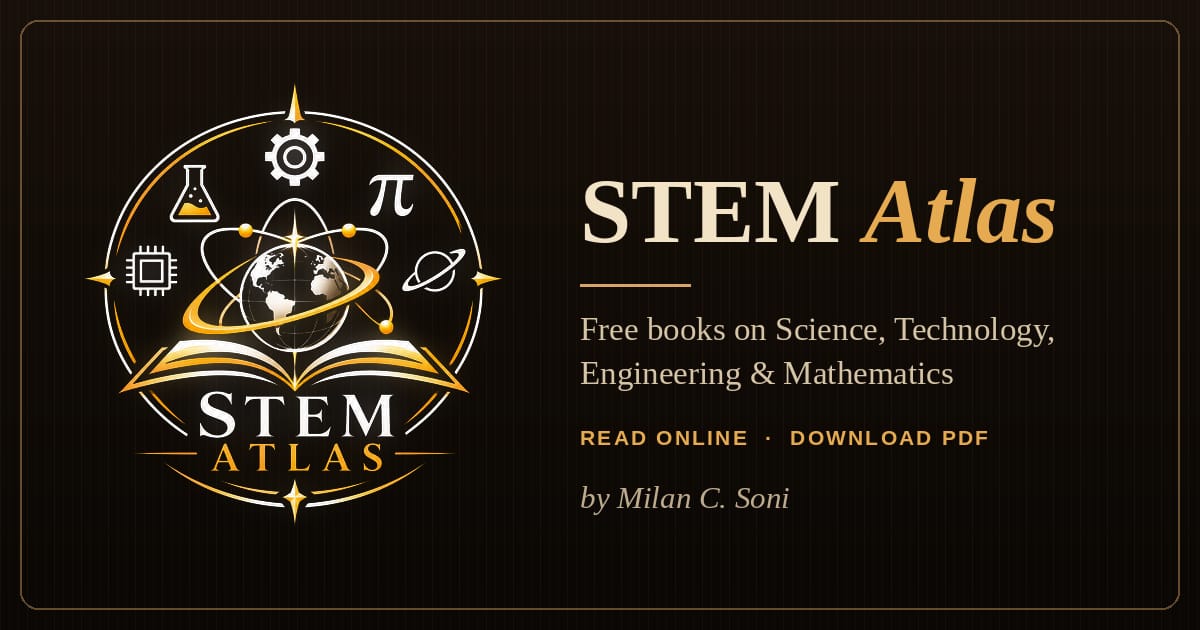 π
STEM
ATLAS
STEM Atlas
Free books on Science, Technology,
Engineering & Mathematics
READ ONLINE · DOWNLOAD PDF
by Milan C. Soni